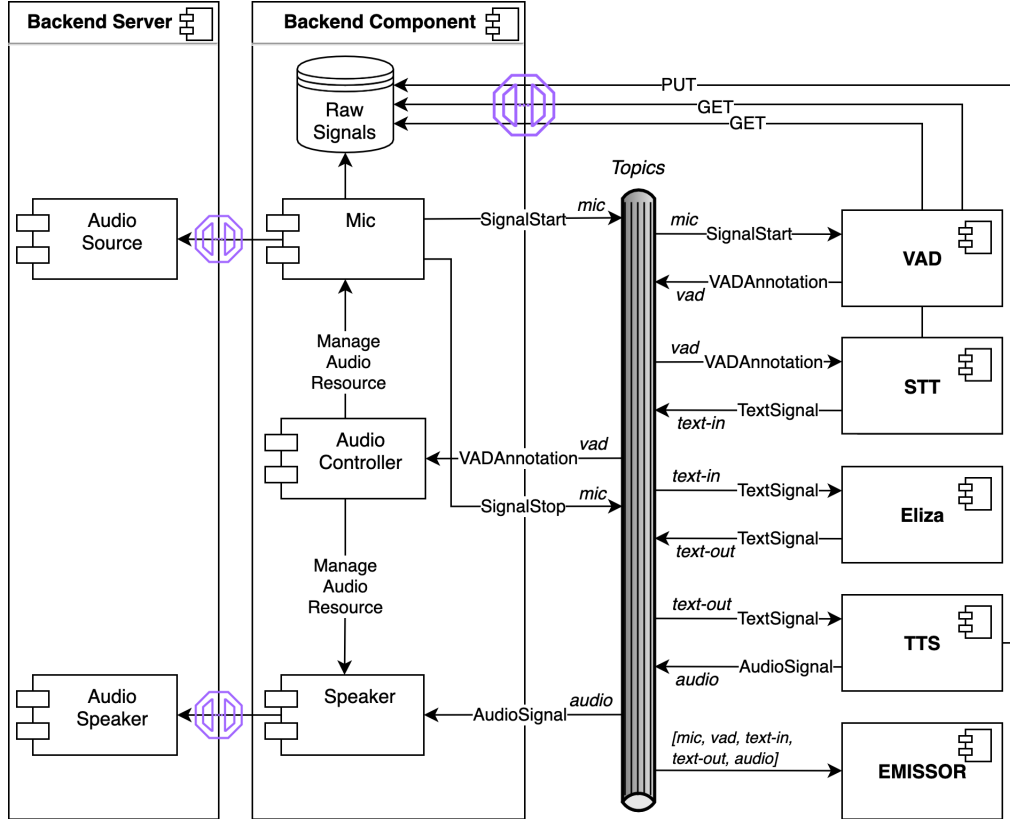 Backend Server
Backend Component
Raw
Signals
PUT
GET
GET
Topics
Audio
Source
Mic
SignalStart
mic
mic
SignalStart
VAD
VADAnnotation
vad
Manage
Audio
Resource
vad
VADAnnotation
STT
TextSignal
text-in
Audio
Controller
VADAnnotation
vad
SignalStop
mic
text-in
TextSignal
Eliza
TextSignal
text-out
Manage
Audio
Resource
text-out
TextSignal
TTS
AudioSignal
audio
Audio
Speaker
Speaker
AudioSignal
audio
[mic, vad, text-in,
text-out, audio]
EMISSOR